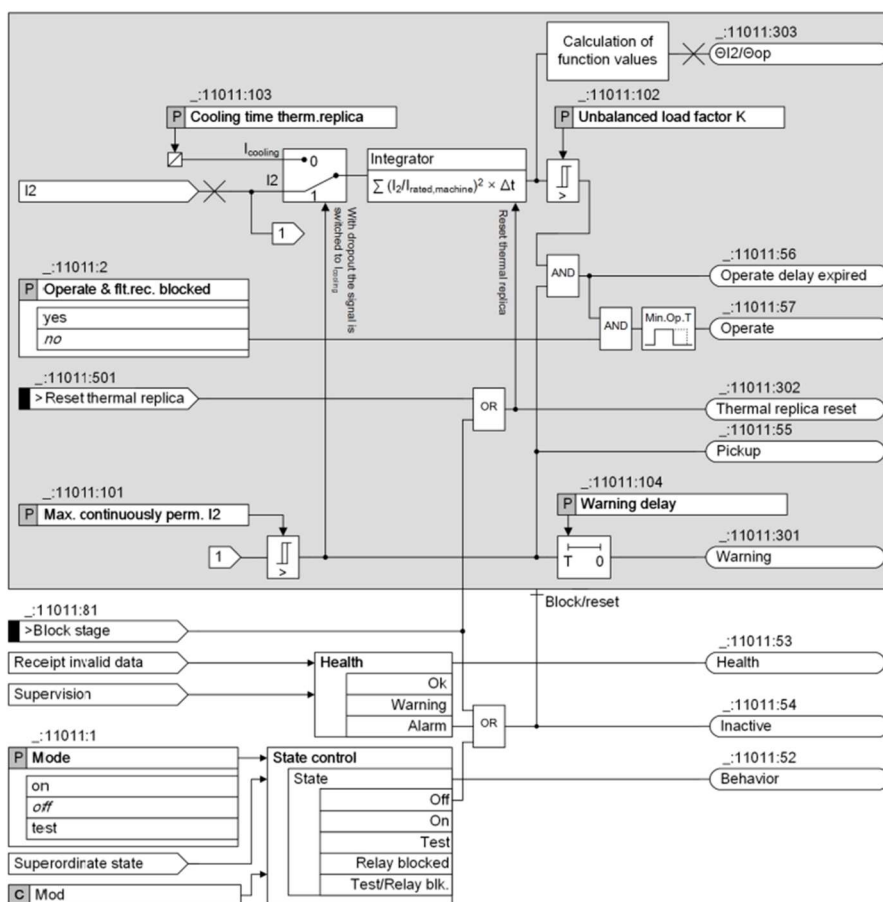 _:11011:303
Calculation of
function values
ΘI2/Θop
_:11011:103
P Cooling time therm.replica
_:11011:102
P Unbalanced load factor K
Icooling
0
I2
I2
1
Integrator
∑ (I2/Irated,machine)² × Δt
>
1
With dropout the signal is
switched to Icooling
Reset thermal replica
_:11011:2
P Operate & flt.rec. blocked
yes
no
AND
_:11011:56
Operate delay expired
_:11011:57
AND
Min.Op.T
Operate
_:11011:501
>Reset thermal replica
OR
_:11011:302
Thermal replica reset
_:11011:55
Pickup
_:11011:101
P Max. continuously perm. I2
_:11011:104
P Warning delay
_:11011:301
1
>
T 0
Warning
Block/reset
_:11011:81
>Block stage
_:11011:53
Receipt invalid data
Health
Health
Ok
Supervision
Warning
_:11011:54
Alarm
OR
Inactive
_:11011:1
P Mode
on
off
test
State control
State
_:11011:52
Behavior
Off
On
Test
Superordinate state
Relay blocked
Test/Relay blk.
C Mod